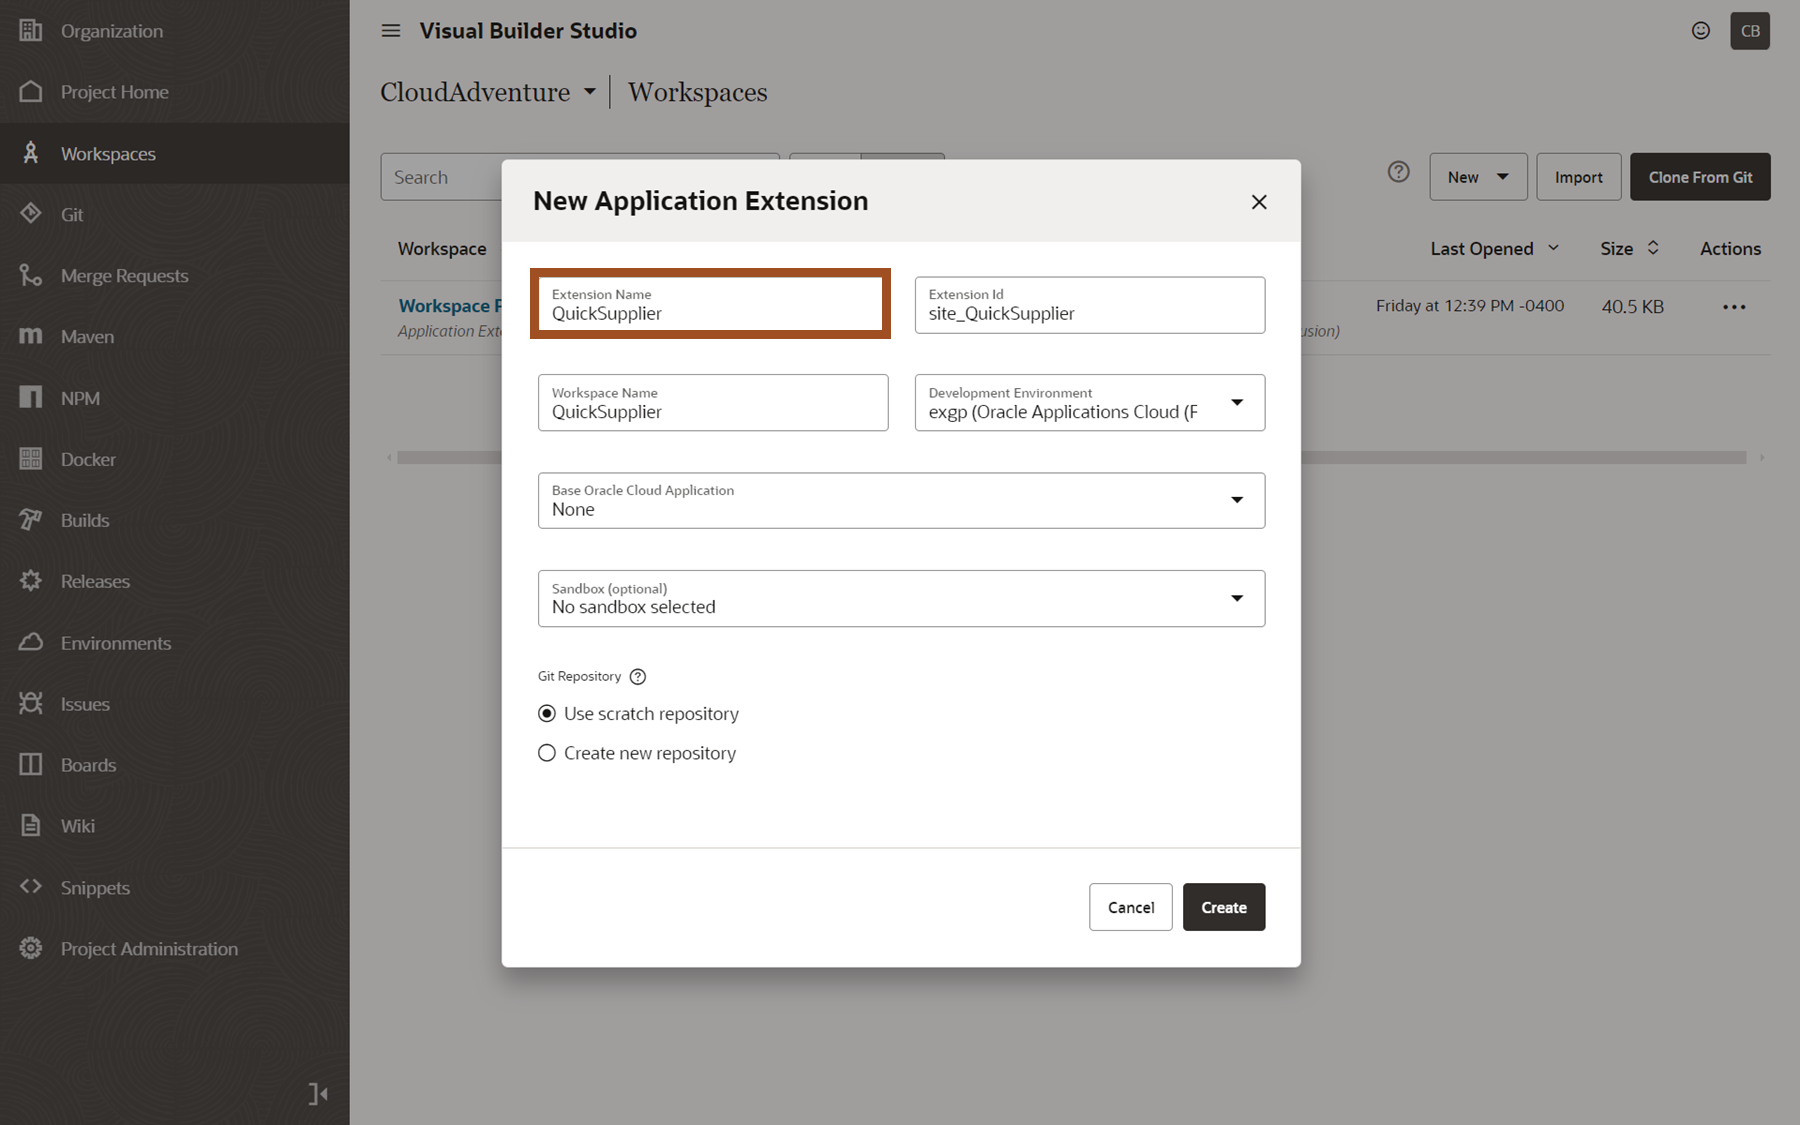 Organization
Project Home
Workspaces
Git
Merge Requests
Maven
NPM
Docker
Builds
Releases
Environments
Issues
Boards
Wiki
Snippets
Project Administration
Visual Builder Studio
CB
CloudAdventure
Workspaces
Search
New
Import
Clone From Git
Workspace
Last Opened
Size
Actions
Workspace
Application
Friday at 12:39 PM -0400
40.5 KB
New Application Extension
Extension Name
QuickSupplier
Extension Id
site_QuickSupplier
Workspace Name
QuickSupplier
Development Environment
exgp (Oracle Applications Cloud (F
Base Oracle Cloud Application
None
Sandbox (optional)
No sandbox selected
Git Repository
Use scratch repository
Create new repository
Cancel
Create